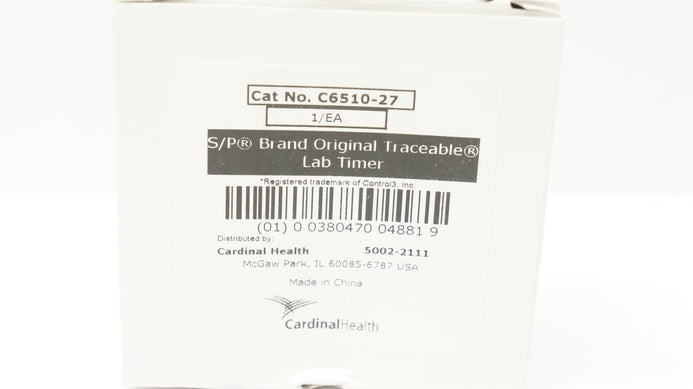 Cat No. C6510-27
1/EA
S/P® Brand Original Traceable®
Lab Timer
*Registered trademark of Control3, Inc.
(01) 0 0380470 04881 9
Distributed by:
Cardinal Health 5002-2111
McGaw Park, IL 60085-6787 USA
Made in China
CardinalHealth